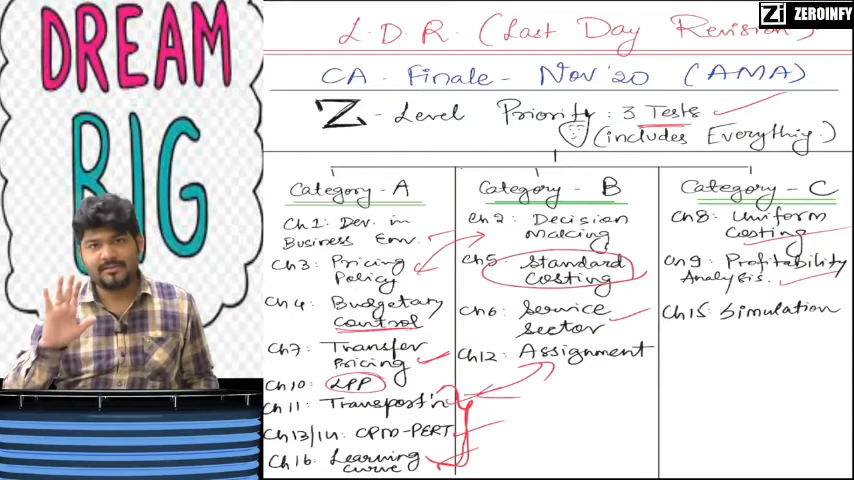 DREAM
BIG
Zi ZEROINFY
L.D.R. (Last Day Revision)
CA - Finale - Nov'20 (AMA)
Z - Level Priority : 3 Tests
(includes Everything.)
Category - A
Ch1: Dev. in
Business Env.
Ch3: Pricing
Policy
Ch4: Budgetary
Control
Ch7: Transfer
Pricing
Ch10: LPP
Ch11: Transport'n
Ch13/14: CPM-PERT
Ch16: Learning
curve
Category - B
Ch2: Decision
Making
Ch5: Standard
Costing
Ch6: Service
Sector
Ch12: Assignment
Category - C
Ch8: Uniform
Costing
Ch9: Profitability
Analysis.
Ch15: Simulation